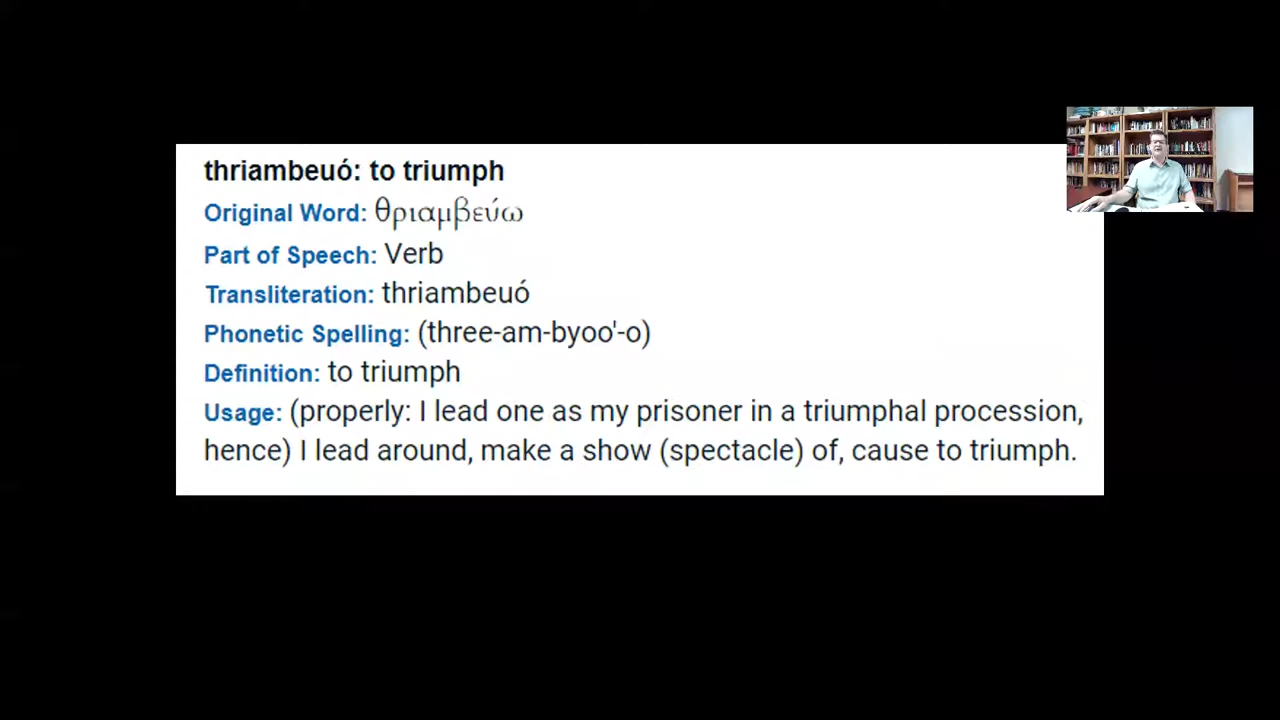 thriambeuó: to triumph
Original Word: θριαμβεύω
Part of Speech: Verb
Transliteration: thriambeuó
Phonetic Spelling: (three-am-byoo'-o)
Definition: to triumph
Usage: (properly: I lead one as my prisoner in a triumphal procession,
hence) I lead around, make a show (spectacle) of, cause to triumph.